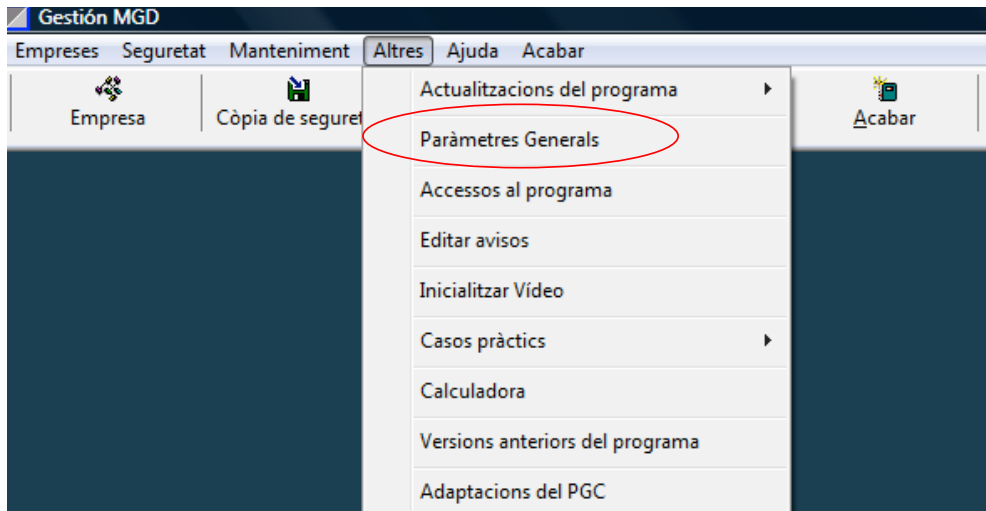 Gestión MGD
Empreses Seguretat Manteniment Altres Ajuda Acabar
Empresa
Còpia de seguret
Acabar
Actualitzacions del programa
Paràmetres Generals
Accessos al programa
Editar avisos
Inicialitzar Vídeo
Casos pràctics
Calculadora
Versions anteriors del programa
Adaptacions del PGC